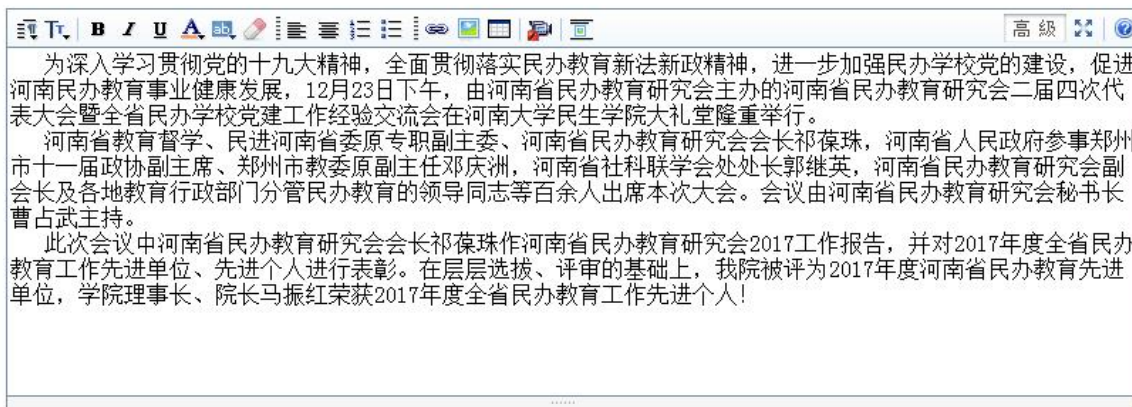 B I U A ab 高级
为深入学习贯彻党的十九大精神，全面贯彻落实民办教育新法新政精神，进一步加强民办学校党的建设，促进
河南民办教育事业健康发展，12月23日下午，由河南省民办教育研究会主办的河南省民办教育研究会二届四次代
表大会暨全省民办学校党建工作经验交流会在河南大学民生学院大礼堂隆重举行。
河南省教育督学、民进河南省委原专职副主委、河南省民办教育研究会会长祁葆珠，河南省人民政府参事郑州
市十一届政协副主席、郑州市教委原副主任邓庆洲，河南省社科联学会处处长郭继英，河南省民办教育研究会副
会长及各地教育行政部门分管民办教育的领导同志等百余人出席本次大会。会议由河南省民办教育研究会秘书长
曹占武主持。
此次会议中河南省民办教育研究会会长祁葆珠作河南省民办教育研究会2017工作报告，并对2017年度全省民办
教育工作先进单位、先进个人进行表彰。在层层选拔、评审的基础上，我院被评为2017年度河南省民办教育先进
单位，学院理事长、院长马振红荣获2017年度全省民办教育工作先进个人！